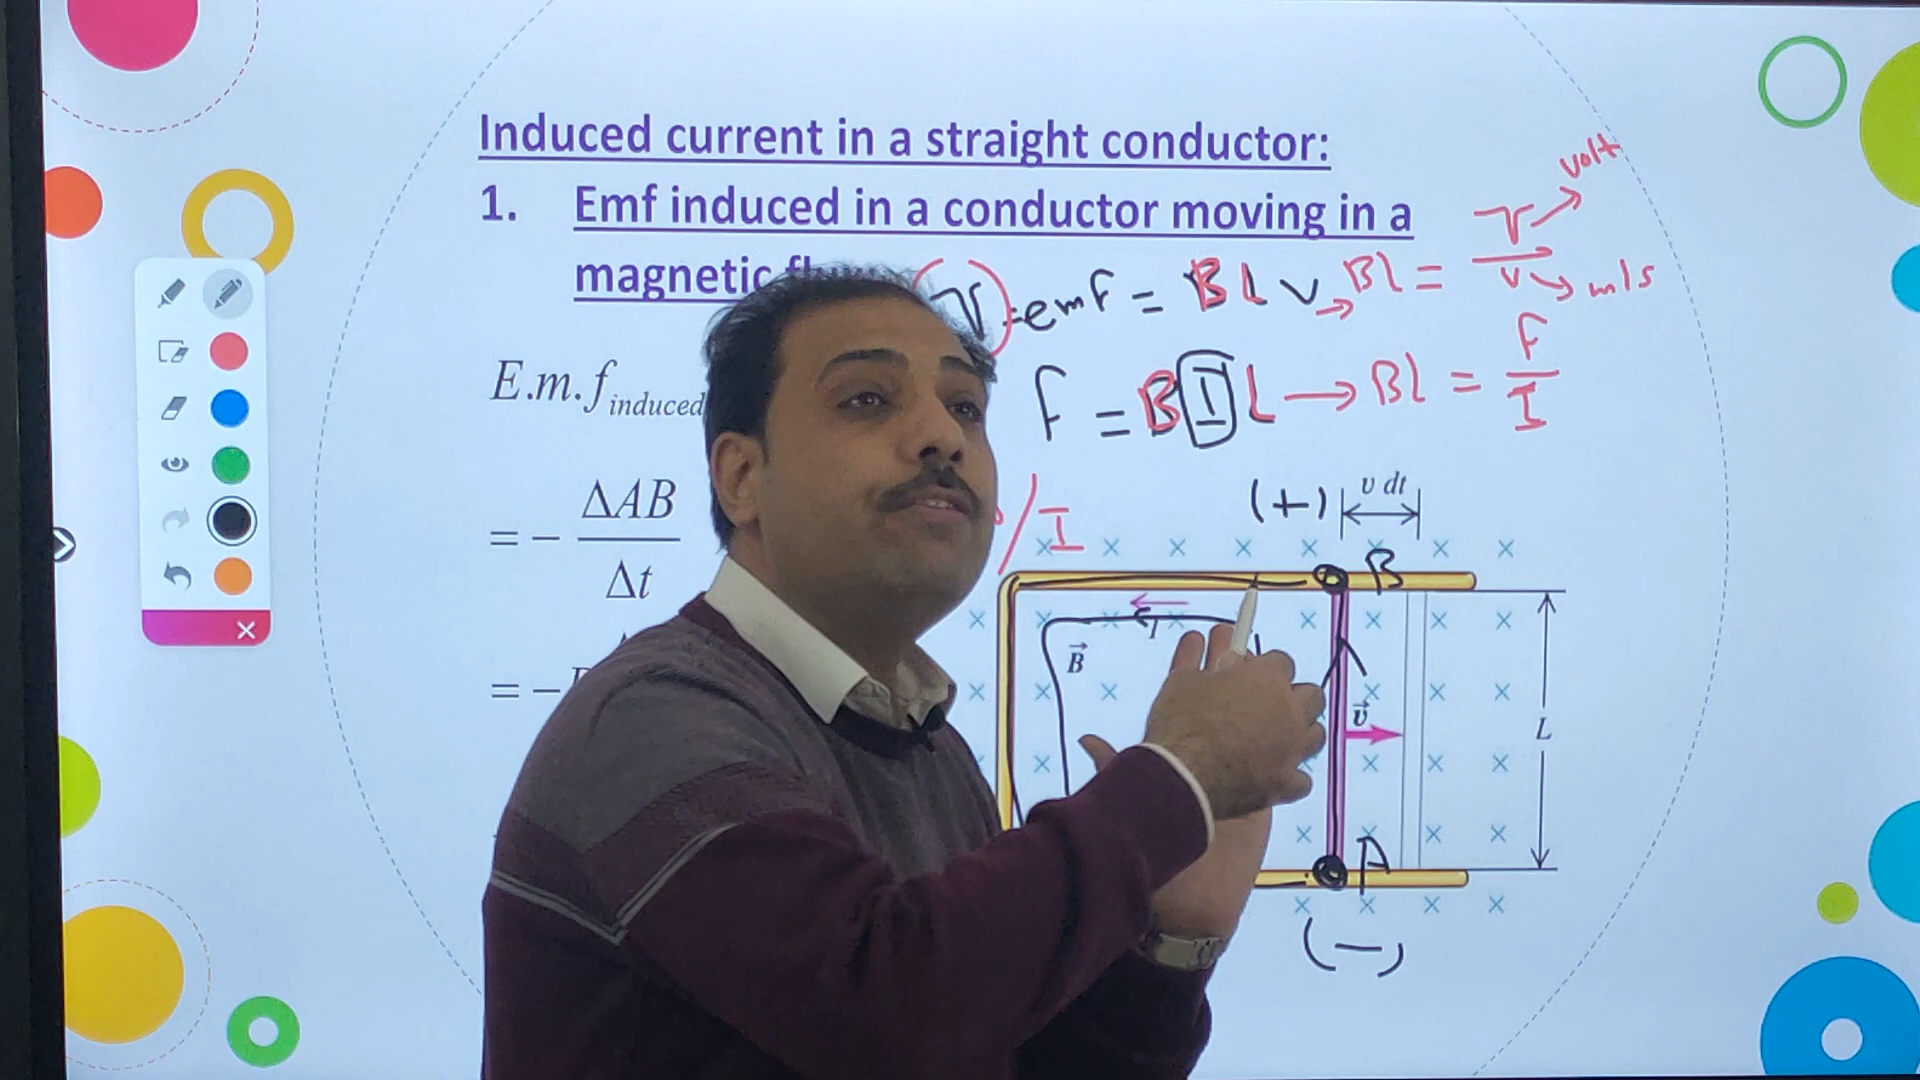 Induced current in a straight conductor:
1. Emf induced in a conductor moving in a
magnetic
volt
V
v m/s
V = emf = B L v → Bl =
E.m.f induced
F = B I L → Bl = F / I
= - ΔAB / Δt
/I
(+) υ dt
B
I
B⃗
υ⃗
L
= -
A
(-)